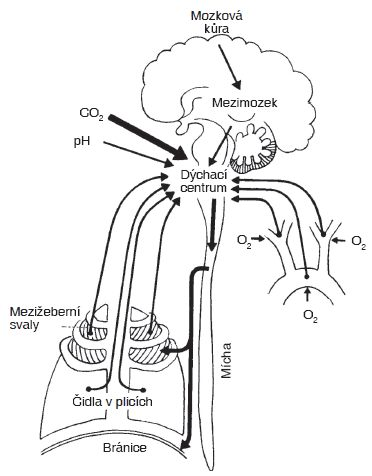 Mozková
kůra
Mezimozek
CO₂
pH
Dýchací
centrum
O₂
O₂
O₂
Mezižeberní
svaly
Mícha
Čidla v plicích
Bránice